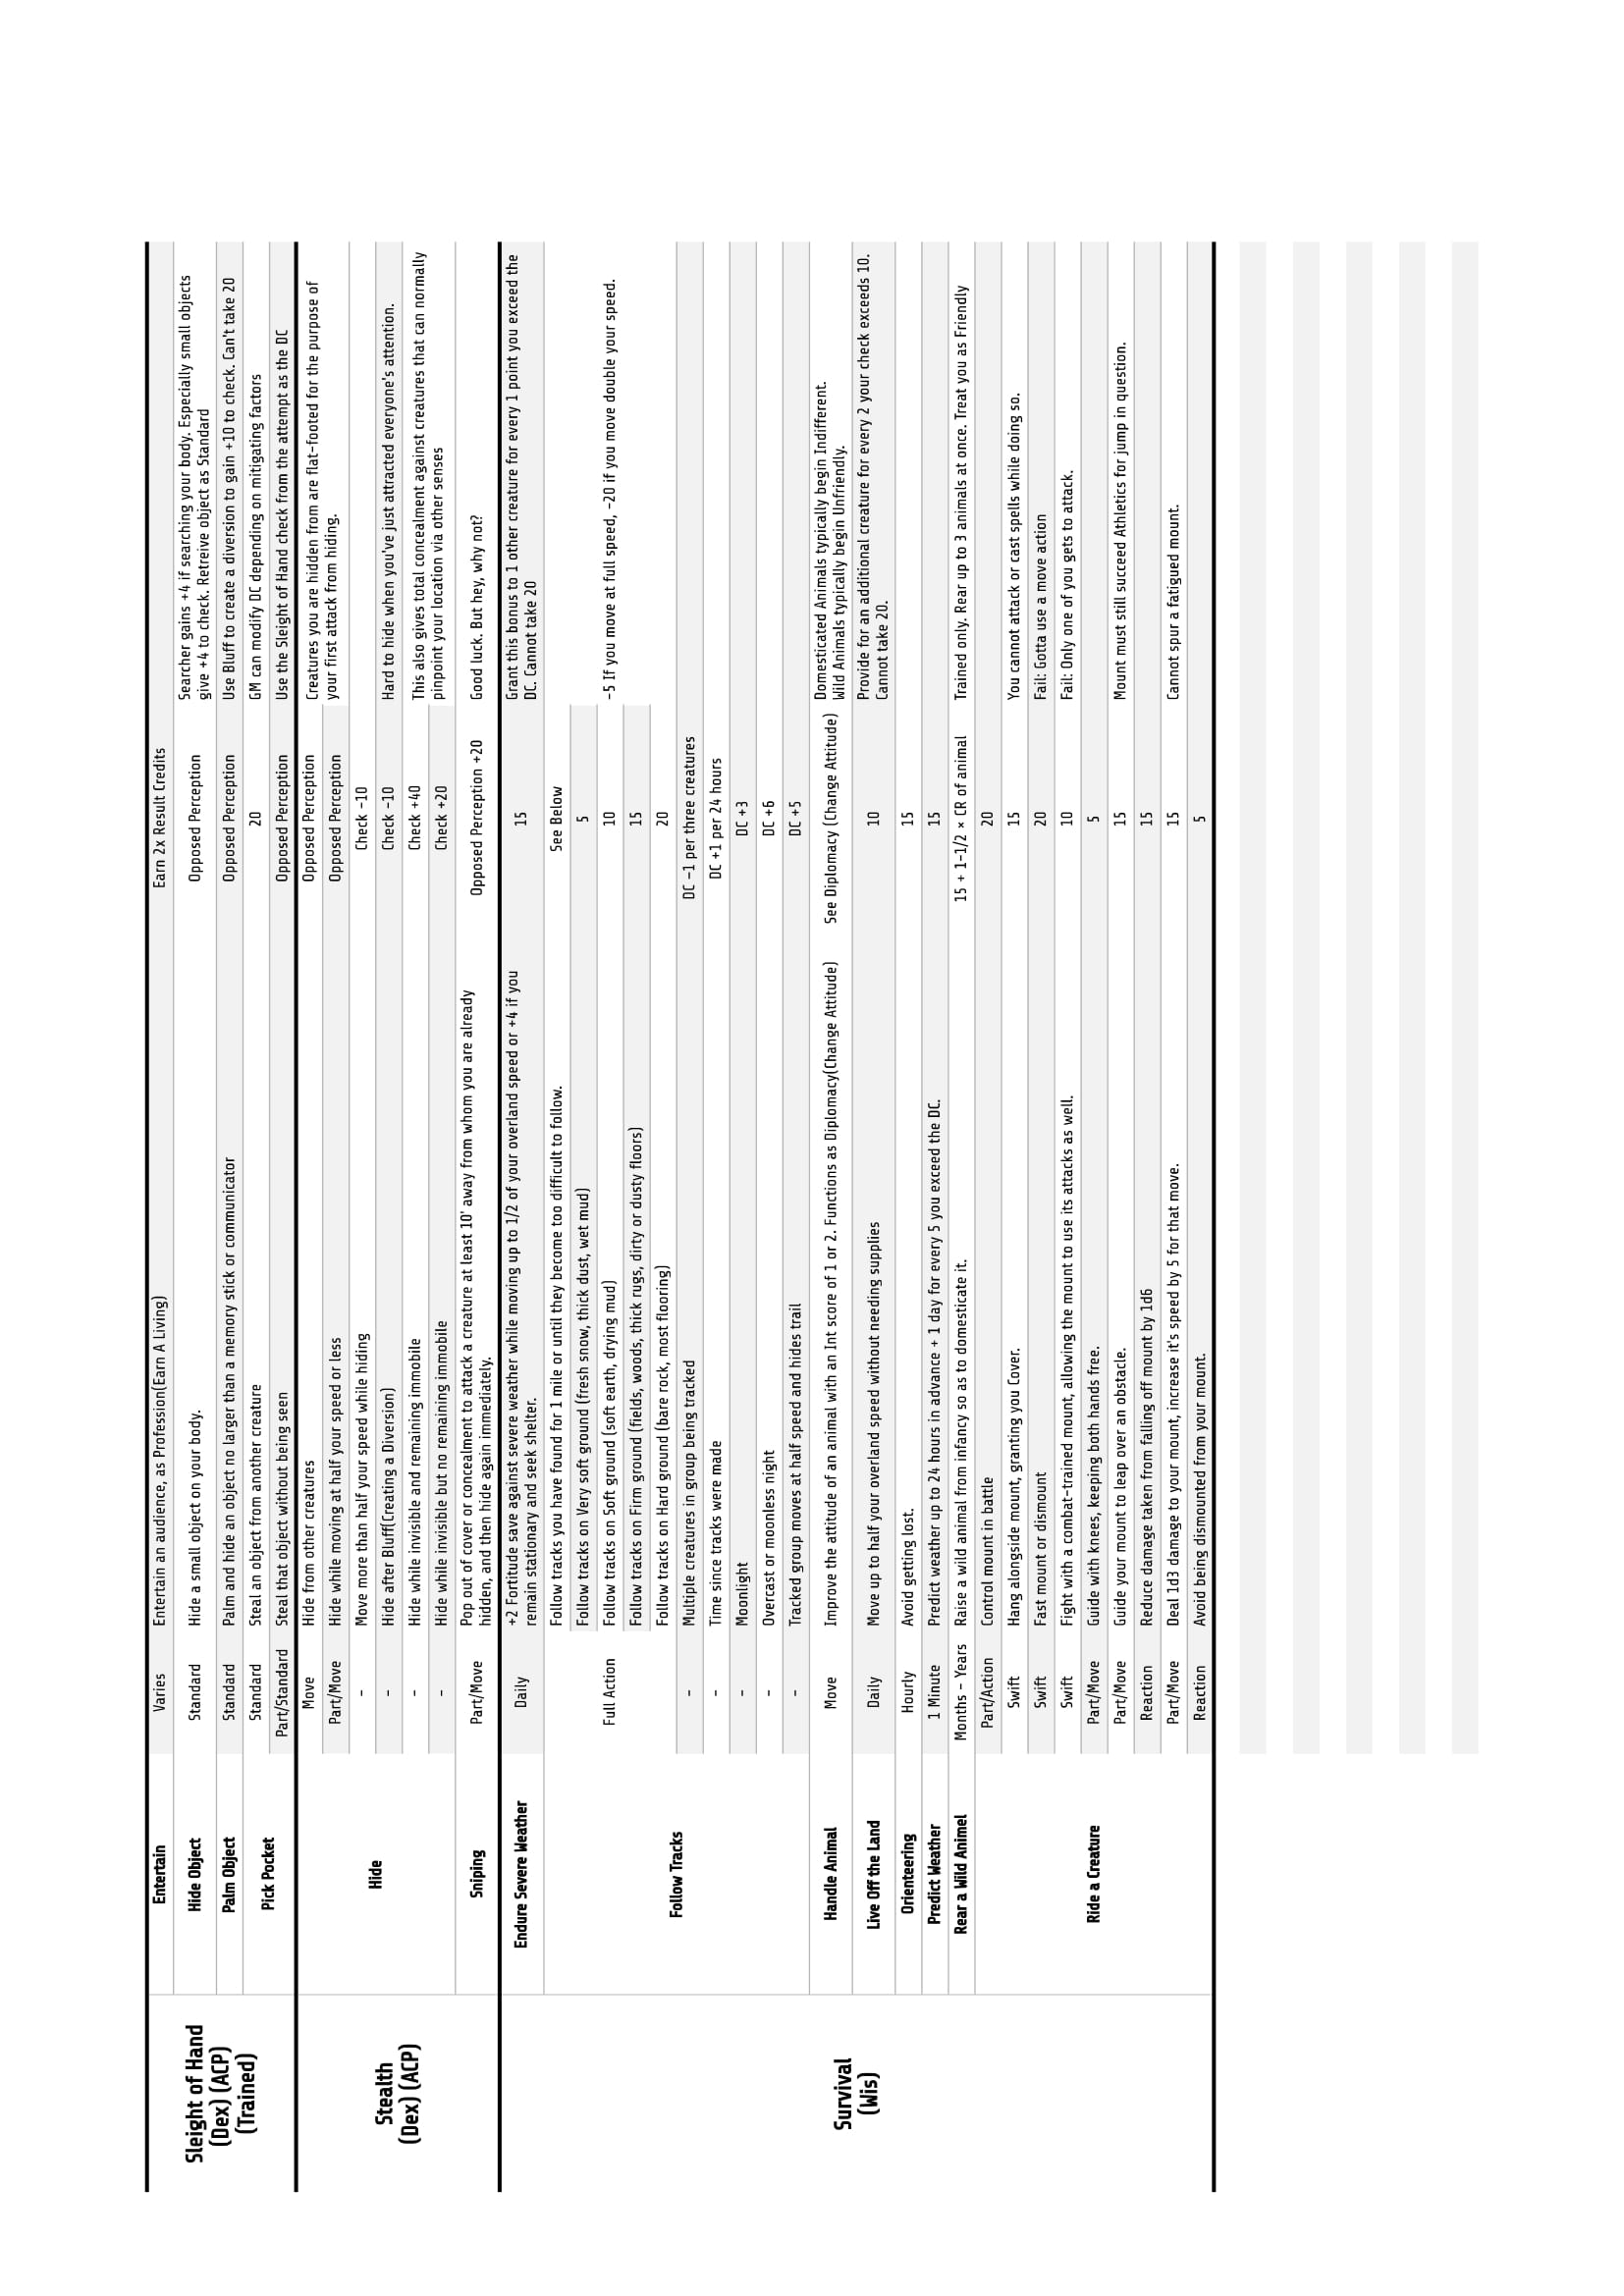 Sleight of Hand
(Dex) (ACP)
(Trained)
Entertain Varies Entertain an audience, as Profession(Earn A Living) Earn 2x Result Credits
Hide Object Standard Hide a small object on your body. Opposed Perception Searcher gains +4 if searching your body. Especially small objects
give +4 to check. Retreive object as Standard
Palm Object Standard Palm and hide an object no larger than a memory stick or communicator Opposed Perception Use Bluff to create a diversion to gain +10 to check. Can't take 20
Pick Pocket Standard Steal an object from another creature 20 GM can modify DC depending on mitigating factors
Part/Standard Steal that object without being seen Opposed Perception Use the Sleight of Hand check from the attempt as the DC
Stealth
(Dex) (ACP)
Hide
Move Hide from other creatures Opposed Perception Creatures you are hidden from are flat-footed for the purpose of
your first attack from hiding.
Part/Move Hide while moving at half your speed or less Opposed Perception
- Move more than half your speed while hiding Check -10
- Hide after Bluff(Creating a Diversion) Check -10 Hard to hide when you've just attracted everyone's attention.
- Hide while invisible and remaining immobile Check +40 This also gives total concealment against creatures that can normally
pinpoint your location via other senses
- Hide while invisible but no remaining immobile Check +20
Sniping Part/Move Pop out of cover or concealment to attack a creature at least 10' away from whom you are already
hidden, and then hide again immediately. Opposed Perception +20 Good luck. But hey, why not?
Survival
(Wis)
Endure Severe Weather Daily +2 Fortitude save against severe weather while moving up to 1/2 of your overland speed or +4 if you
remain stationary and seek shelter. 15 Grant this bonus to 1 other creature for every 1 point you exceed the
DC. Cannot take 20
Follow Tracks
Full Action
Follow tracks you have found for 1 mile or until they become too difficult to follow. See Below
Follow tracks on Very soft ground (fresh snow, thick dust, wet mud) 5
Follow tracks on Soft ground (soft earth, drying mud) 10 -5 If you move at full speed, -20 if you move double your speed.
Follow tracks on Firm ground (fields, woods, thick rugs, dirty or dusty floors) 15
Follow tracks on Hard ground (bare rock, most flooring) 20
- Multiple creatures in group being tracked DC -1 per three creatures
- Time since tracks were made DC +1 per 24 hours
- Moonlight DC +3
- Overcast or moonless night DC +6
- Tracked group moves at half speed and hides trail DC +5
Handle Animal Move Improve the attitude of an animal with an Int score of 1 or 2. Functions as Diplomacy(Change Attitude) See Diplomacy (Change Attitude) Domesticated Animals typically begin Indifferent.
Wild Animals typically begin Unfriendly.
Live Off the Land Daily Move up to half your overland speed without needing supplies 10 Provide for an additional creature for every 2 your check exceeds 10.
Cannot take 20.
Orienteering Hourly Avoid getting lost. 15
Predict Weather 1 Minute Predict weather up to 24 hours in advance + 1 day for every 5 you exceed the DC. 15
Rear a Wild Animel Months - Years Raise a wild animal from infancy so as to domesticate it. 15 + 1-1/2 × CR of animal Trained only. Rear up to 3 animals at once. Treat you as Friendly
Ride a Creature
Part/Action Control mount in battle 20
Swift Hang alongside mount, granting you Cover. 15 You cannot attack or cast spells while doing so.
Swift Fast mount or dismount 20 Fail: Gotta use a move action
Swift Fight with a combat-trained mount, allowing the mount to use its attacks as well. 10 Fail: Only one of you gets to attack.
Part/Move Guide with knees, keeping both hands free. 5
Part/Move Guide your mount to leap over an obstacle. 15 Mount must still succeed Athletics for jump in question.
Reaction Reduce damage taken from falling off mount by 1d6 15
Part/Move Deal 1d3 damage to your mount, increase it's speed by 5 for that move. 15 Cannot spur a fatigued mount.
Reaction Avoid being dismounted from your mount. 5